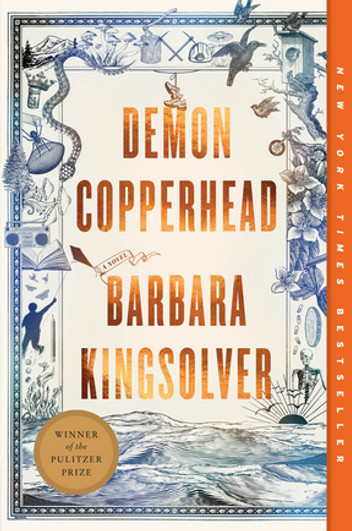 DEMON
COPPERHEAD
A NOVEL
BARBARA
KINGSOLVER
WINNER
of the
PULITZER
PRIZE
NEW YORK TIMES BESTSELLER